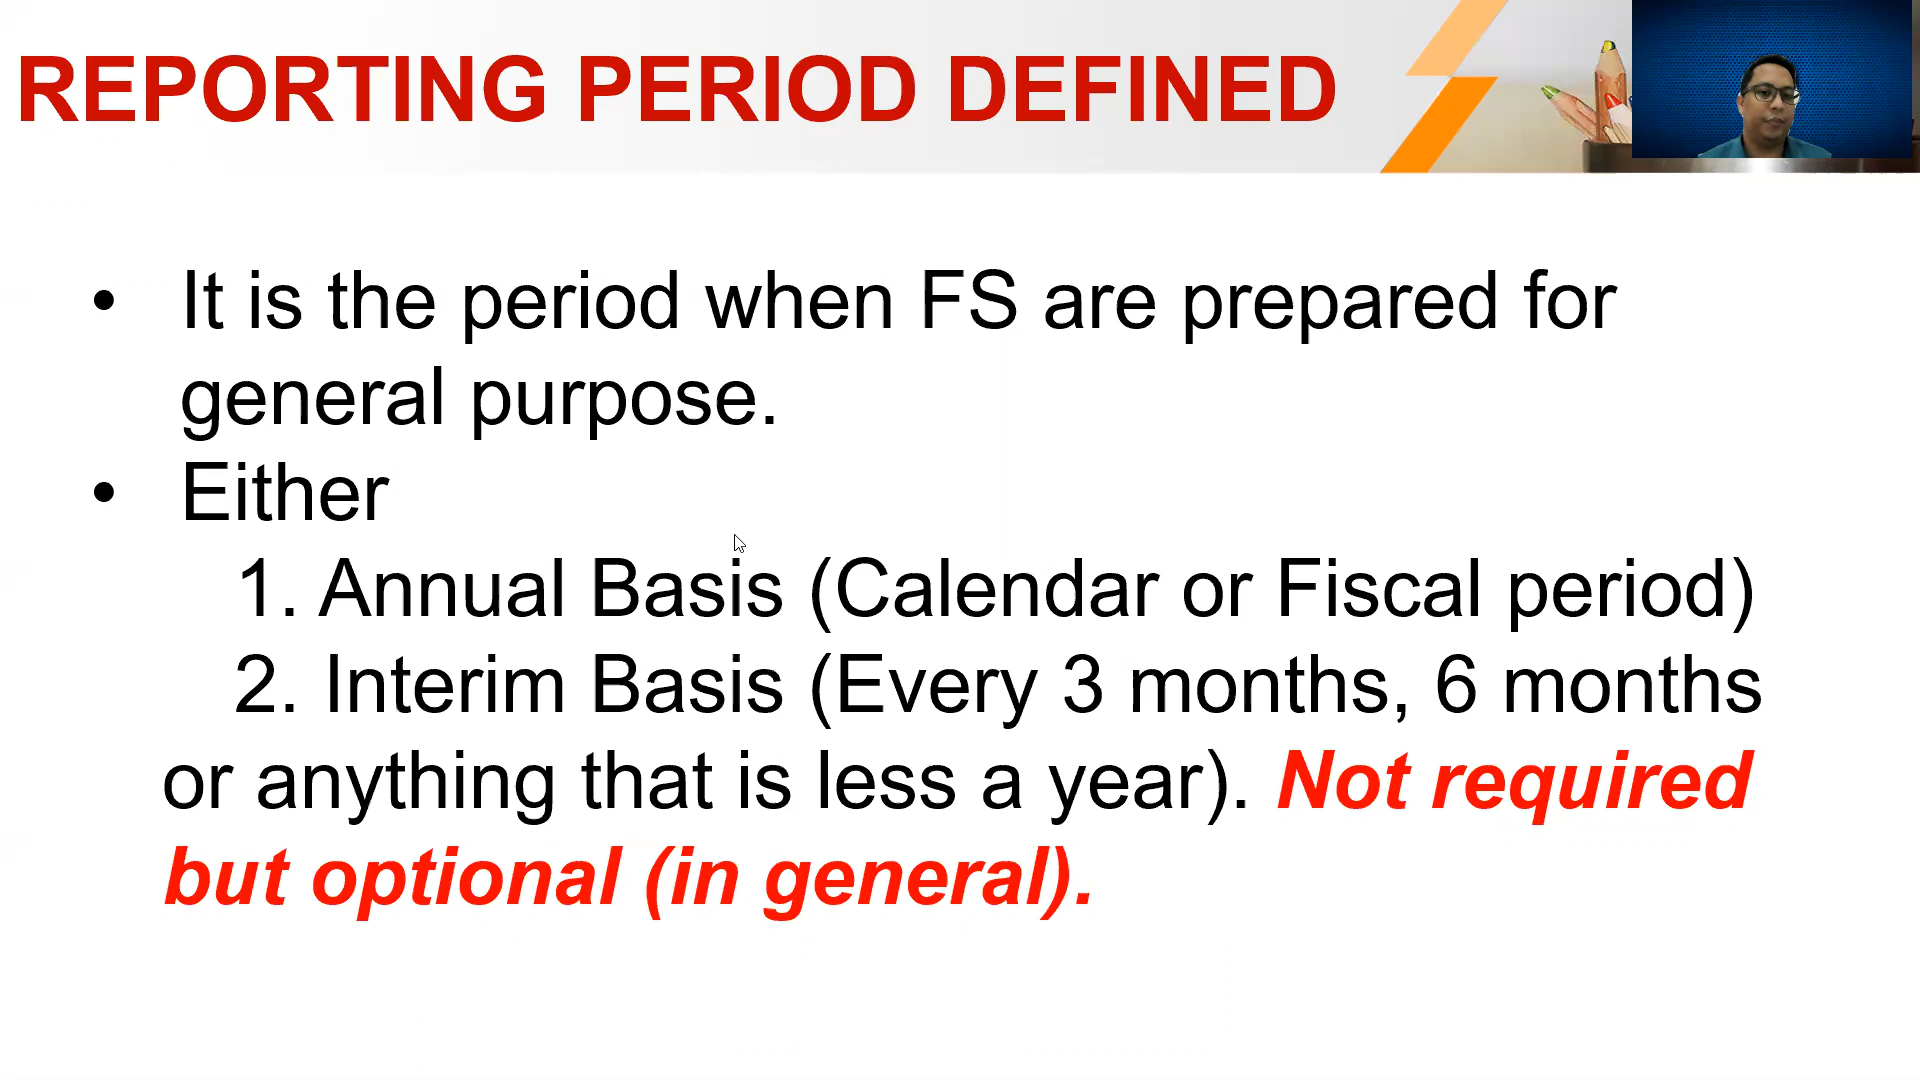 REPORTING PERIOD DEFINED
• It is the period when FS are prepared for
general purpose.
• Either
1. Annual Basis (Calendar or Fiscal period)
2. Interim Basis (Every 3 months, 6 months
or anything that is less a year). Not required
but optional (in general).